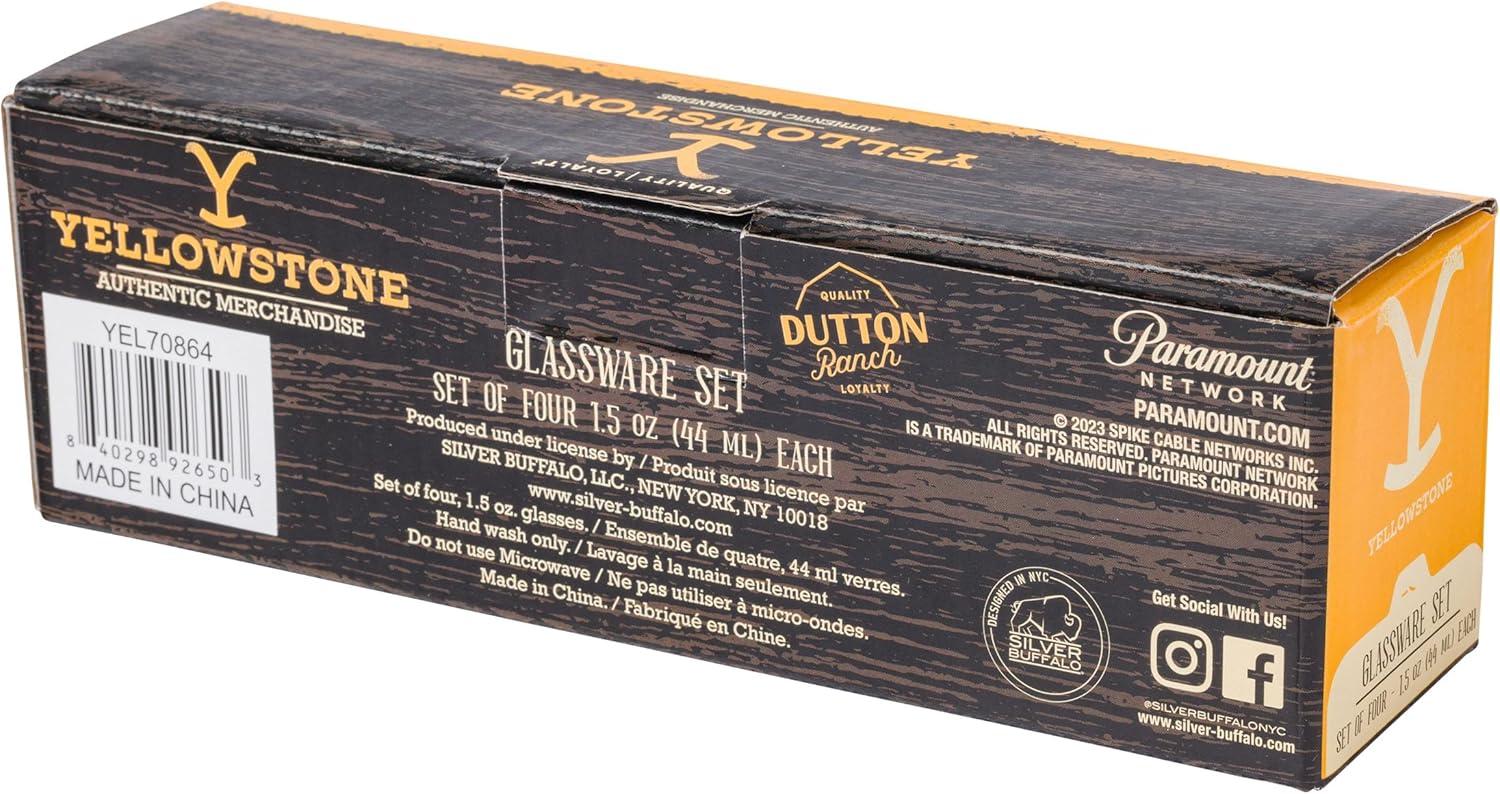 YELLOWSTONE
AUTHENTIC MERCHANDISE
Y
QUALITY | LOYALTY
Y
YELLOWSTONE
AUTHENTIC MERCHANDISE
YEL70864
8 40298 92650 3
MADE IN CHINA
GLASSWARE SET
SET OF FOUR 1.5 OZ (44 ML) EACH
Produced under license by / Produit sous licence par
SILVER BUFFALO, LLC., NEW YORK, NY 10018
www.silver-buffalo.com
Set of four, 1.5 oz. glasses. / Ensemble de quatre, 44 ml verres.
Hand wash only. / Lavage à la main seulement.
Do not use Microwave / Ne pas utiliser à micro-ondes.
Made in China. / Fabriqué en Chine.
QUALITY
DUTTON
Ranch
LOYALTY
Paramount
NETWORK
PARAMOUNT.COM
© 2023 SPIKE CABLE NETWORKS INC.
ALL RIGHTS RESERVED. PARAMOUNT NETWORK
IS A TRADEMARK OF PARAMOUNT PICTURES CORPORATION.
DESIGNED IN NYC
SILVER
BUFFALO
Get Social With Us!
@SILVERBUFFALONYC
www.silver-buffalo.com
Y
YELLOWSTONE
GLASSWARE SET
SET OF FOUR - 1.5 OZ (44 ML) EACH